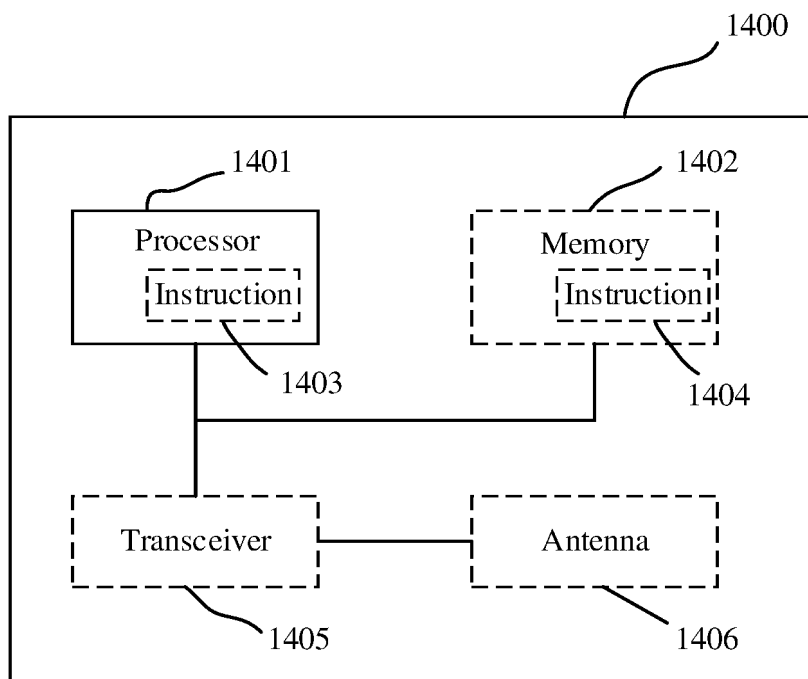 1400
1401
1402
Processor
Memory
Instruction
Instruction
1403
1404
Transceiver
Antenna
1405
1406